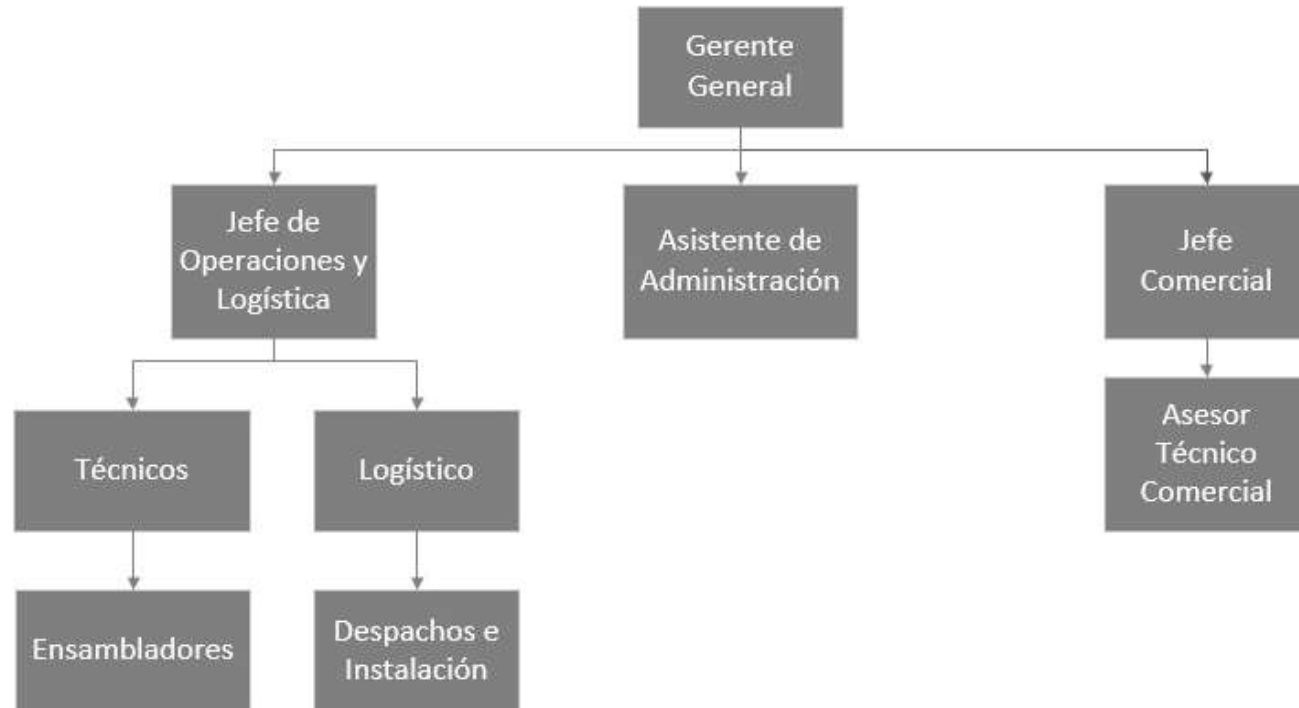 Gerente
General
Jefe de
Operaciones y
Logística
Asistente de
Administración
Jefe
Comercial
Técnicos
Logístico
Asesor
Técnico
Comercial
Ensambladores
Despachos e
Instalación